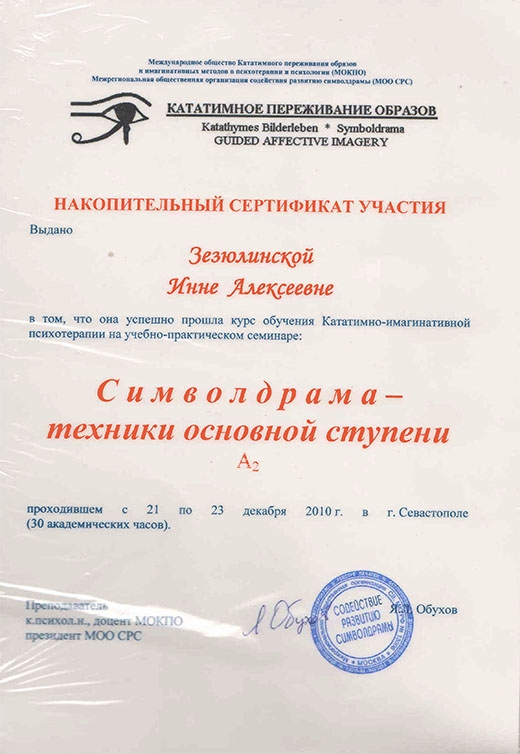 Международное общество Кататимного переживания образов
и имагинативных методов в психотерапии и психологии (МОКПО)
Межрегиональная общественная организация содействия развитию символдрамы (МОО СРС)
КАТАТИМНОЕ ПЕРЕЖИВАНИЕ ОБРАЗОВ
Katathymes Bilderleben * Symboldrama
GUIDED AFFECTIVE IMAGERY
НАКОПИТЕЛЬНЫЙ СЕРТИФИКАТ УЧАСТИЯ
Выдано
Зезюлинской
Инне Алексеевне
в том, что она успешно прошла курс обучения Кататимно-имагинативной
психотерапии на учебно-практическом семинаре:
Символдрама –
техники основной ступени
А2
проходившем с 21 по 23 декабря 2010 г. в г. Севастополе
(30 академических часов).
Преподаватель
к.психол.н., доцент МОКПО
президент МОО СРС
Я Обухов
Я.Л. Обухов
СОДЕЙСТВИЕ
РАЗВИТИЮ
СИМВОЛДРАМЫ
МОСКВА